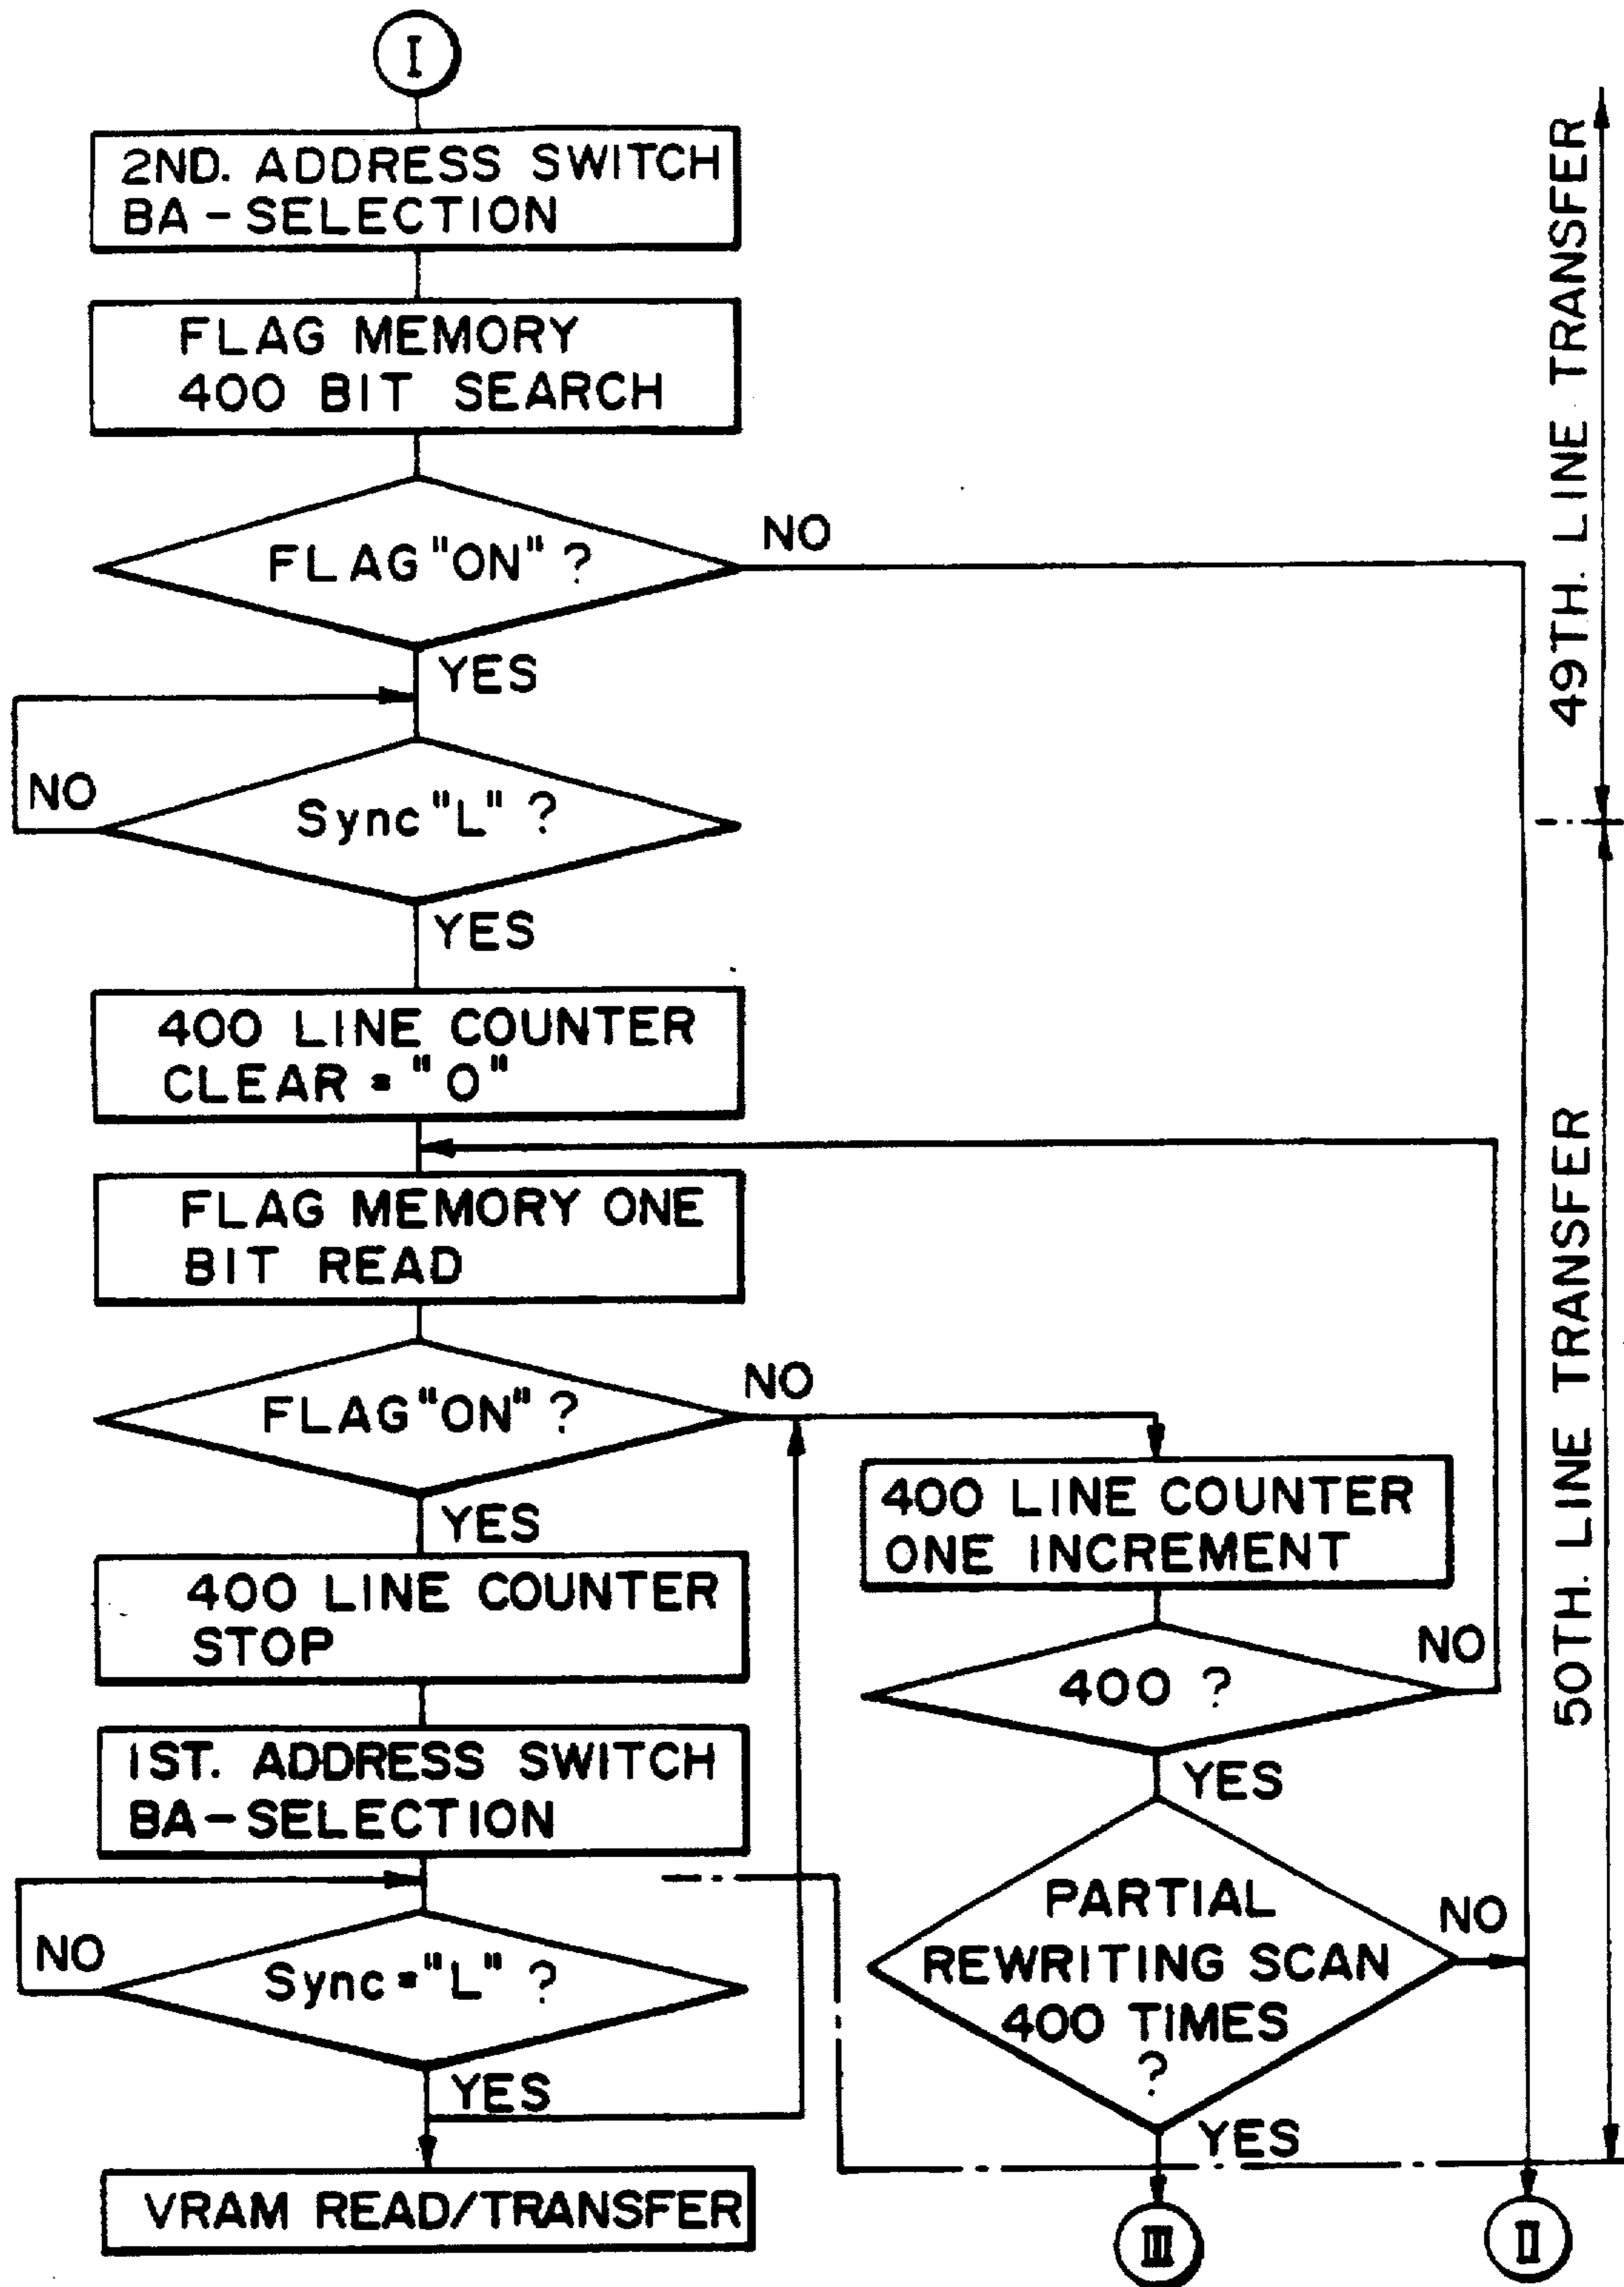 I
2ND. ADDRESS SWITCH
BA-SELECTION
FLAG MEMORY
400 BIT SEARCH
FLAG "ON" ?
NO
YES
NO
Sync "L" ?
YES
400 LINE COUNTER
CLEAR = "0"
FLAG MEMORY ONE
BIT READ
FLAG "ON" ?
NO
YES
400 LINE COUNTER
STOP
1ST. ADDRESS SWITCH
BA-SELECTION
NO
Sync = "L" ?
YES
VRAM READ/TRANSFER
400 LINE COUNTER
ONE INCREMENT
400 ?
NO
YES
PARTIAL
REWRITING SCAN
400 TIMES
?
NO
YES
III
II
49TH. LINE TRANSFER
50TH. LINE TRANSFER